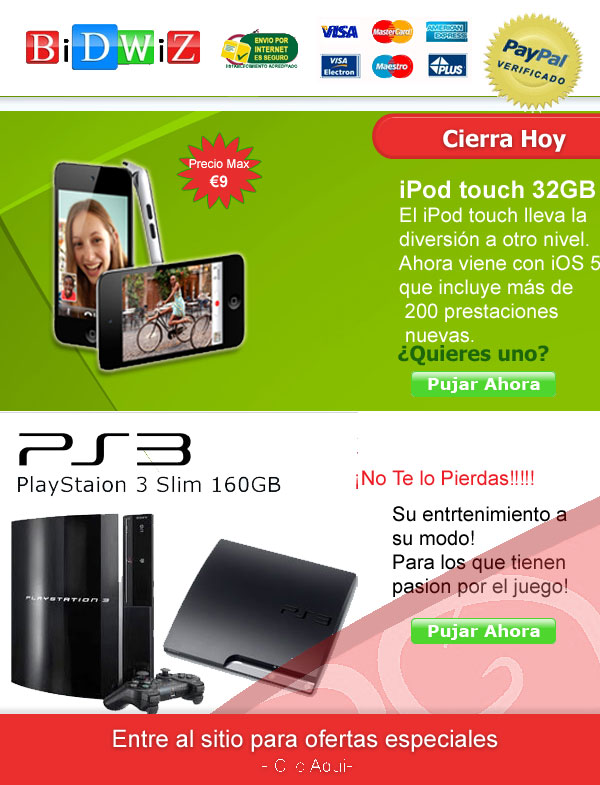 BiDWiZ
ENVIO POR
INTERNET
ES SEGURO
ESTABLECIMIENTO ACREDITADO
VISA
MasterCard
AMERICAN
EXPRESS
VISA
Electron
Maestro
PLUS
PayPal
VERIFICADO
Cierra Hoy
Precio Max
€9
iPod touch 32GB
El iPod touch lleva la
diversión a otro nivel.
Ahora viene con iOS 5
que incluye más de
200 prestaciones
nuevas.
¿Quieres uno?
Pujar Ahora
PS3
PlayStaion 3 Slim 160GB
¡No Te lo Pierdas!!!!!
Su entrtenimiento a
su modo!
Para los que tienen
pasion por el juego!
PLAYSTATION 3
SONY
PS3
Pujar Ahora
Entre al sitio para ofertas especiales
- Clic Aqui-